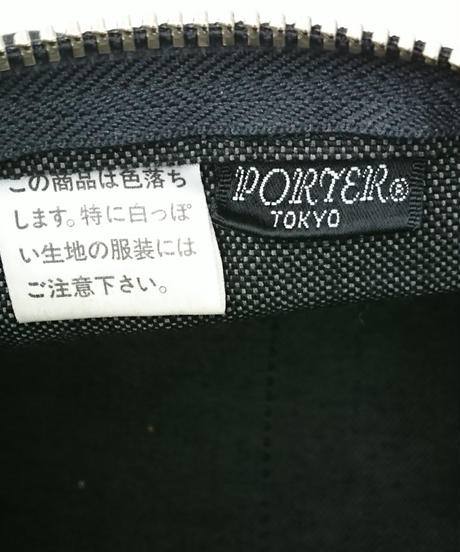 この商品は色落ち
します。特に白っぽ
い生地の服装には
ご注意下さい。
PORTER®
TOKYO